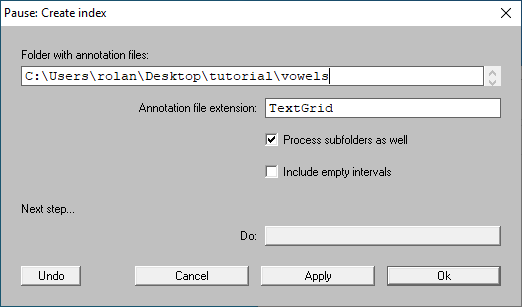 Pause: Create index
Folder with annotation files:
C:\Users\rolan\Desktop\tutorial\vowels
Annotation file extension: TextGrid
Process subfolders as well
Include empty intervals
Next step...
Do:
Undo Cancel Apply Ok